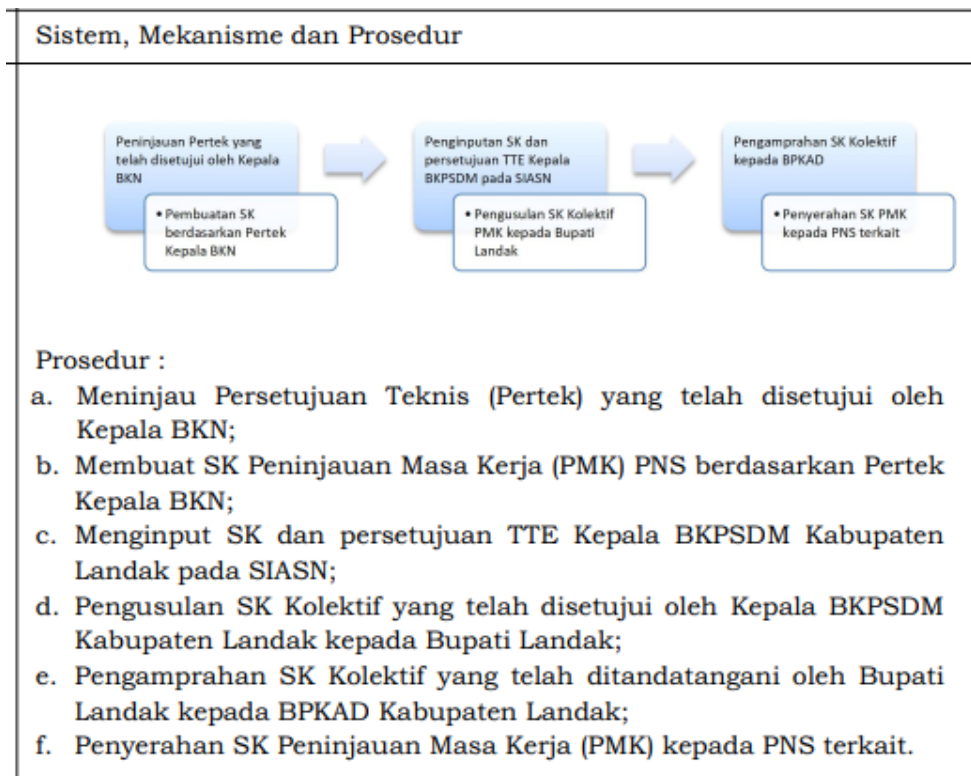 Sistem, Mekanisme dan Prosedur
Peninjauan Pertek yang
telah disetujui oleh Kepala
BKN
• Pembuatan SK
berdasarkan Pertek
Kepala BKN
Penginputan SK dan
persetujuan TTE Kepala
BKPSDM pada SIASN
• Pengusulan SK Kolektif
PMK kepada Bupati
Landak
Pengamprahan SK Kolektif
kepada BPKAD
• Penyerahan SK PMK
kepada PNS terkait
Prosedur :
a. Meninjau Persetujuan Teknis (Pertek) yang telah disetujui oleh
Kepala BKN;
b. Membuat SK Peninjauan Masa Kerja (PMK) PNS berdasarkan Pertek
Kepala BKN;
c. Menginput SK dan persetujuan TTE Kepala BKPSDM Kabupaten
Landak pada SIASN;
d. Pengusulan SK Kolektif yang telah disetujui oleh Kepala BKPSDM
Kabupaten Landak kepada Bupati Landak;
e. Pengamprahan SK Kolektif yang telah ditandatangani oleh Bupati
Landak kepada BPKAD Kabupaten Landak;
f. Penyerahan SK Peninjauan Masa Kerja (PMK) kepada PNS terkait.